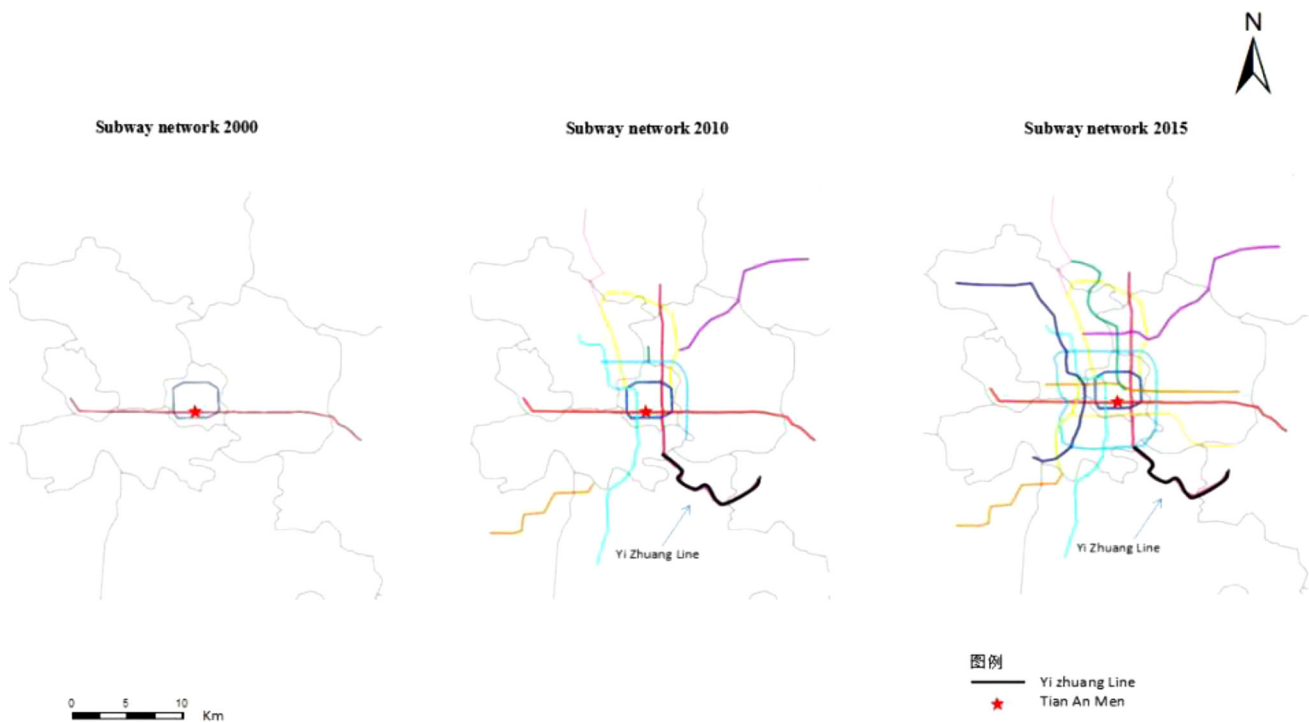 N
Subway network 2000
Subway network 2010
Subway network 2015
Yi Zhuang Line
Yi Zhuang Line
图例
Yi zhuang Line
Tian An Men
0 5 10 Km